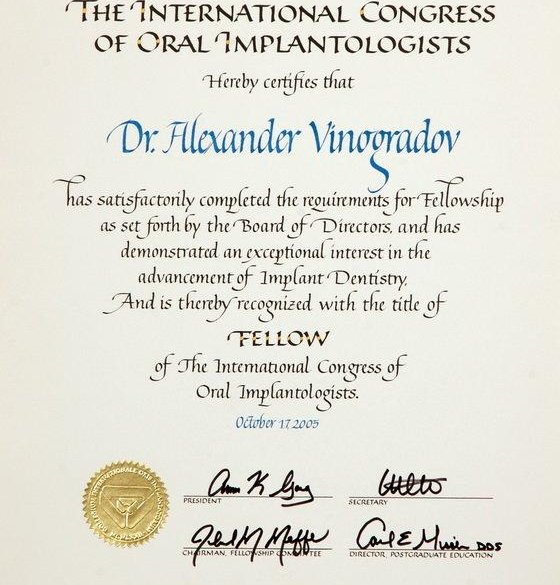 THE INTERNATIONAL CONGRESS
OF ORAL IMPLANTOLOGISTS
Hereby certifies that
Dr. Alexander Vinogradov
has satisfactorily completed the requirements for Fellowship
as set forth by the Board of Directors, and has
demonstrated an exceptional interest in the
advancement of Implant Dentistry,
And is thereby recognized with the title of
FELLOW
of The International Congress of
Oral Implantologists.
October 17, 2005
PRESIDENT
SECRETARY
CHAIRMAN, FELLOWSHIP COMMITTEE
DDS
DIRECTOR, POSTGRADUATE EDUCATION